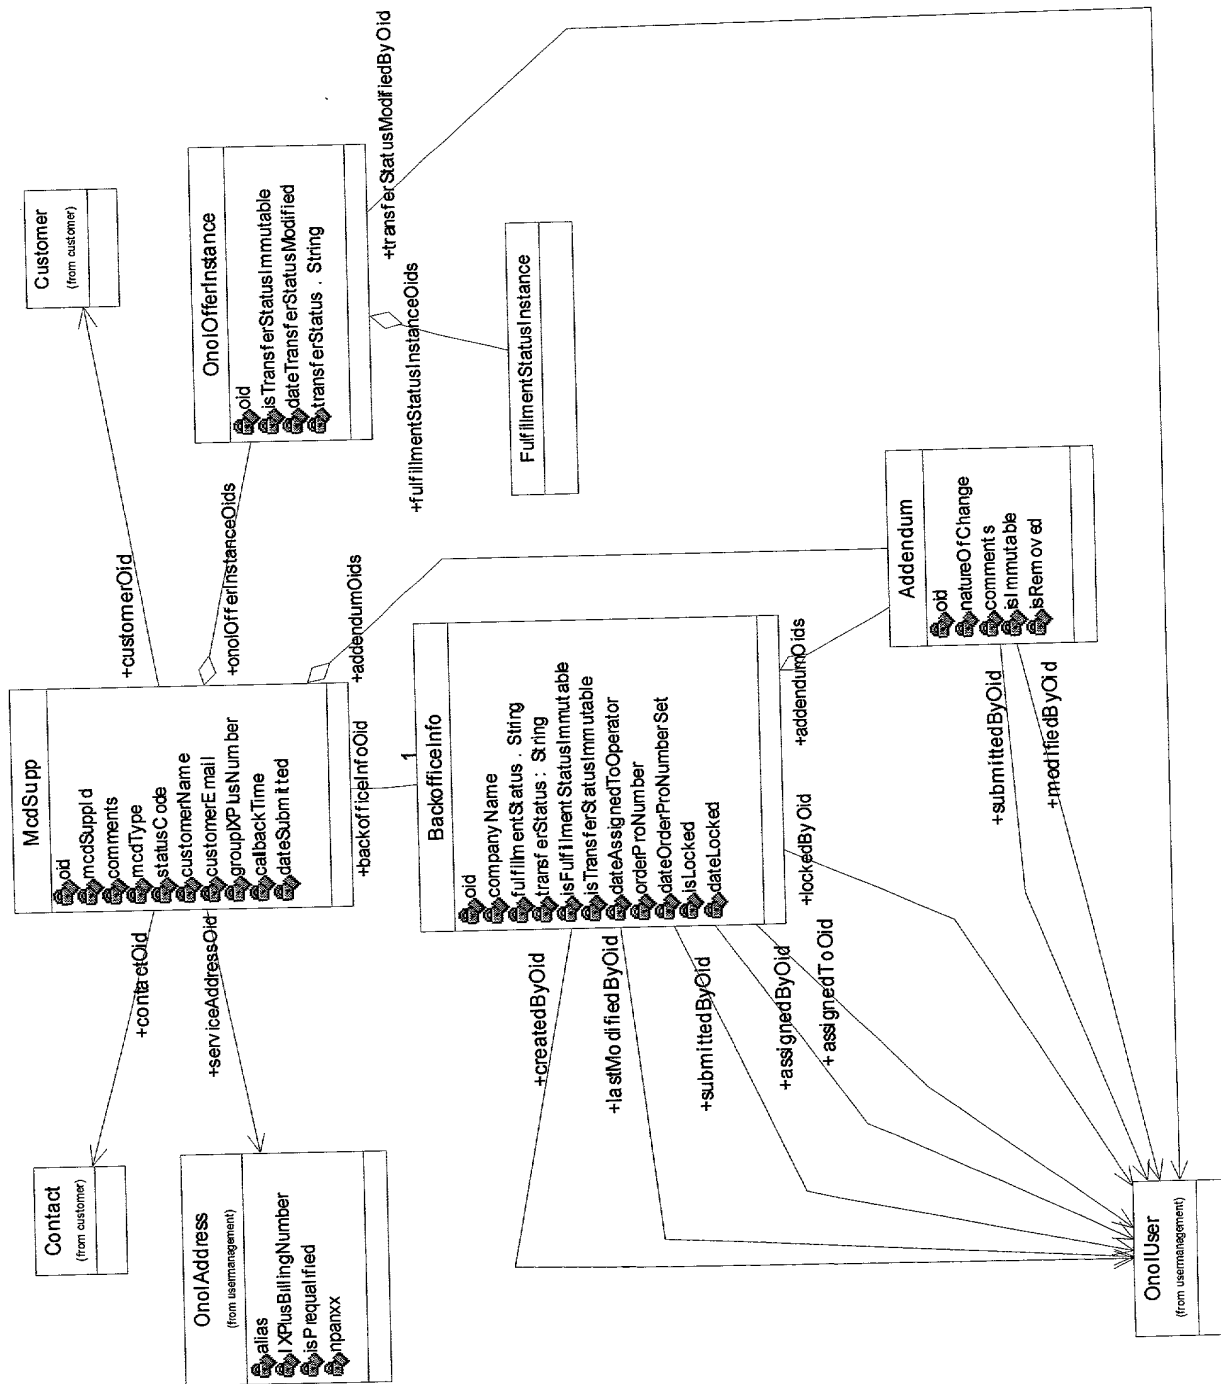 Customer
(from customer)
+customerOid
McdSupp
oid
mcdSuppId
comments
mcdType
statusCode
customerName
customerEmail
groupIXPlusNumber
callbackTime
dateSubmitted
+contactOid
+serviceAddressOid
Contact
(from customer)
OnolAddress
(from usermanagement)
alias
IXPlusBillingNumber
isPrequalified
npanxx
+onolOfferInstanceOids
OnolOfferInstance
oid
isTransferStatusImmutable
dateTransferStatusModified
transferStatus . String
+transferStatusModifiedByOid
+fulfillmentStatusInstanceOids
FulfillmentStatusInstance
+addendumOids
+backofficeInfoOid
1
BackofficeInfo
oid
companyName
fulfillmentStatus . String
transferStatus : String
isFulfillmentStatusImmutable
isTransferStatusImmutable
dateAssignedToOperator
orderProNumber
dateOrderProNumberSet
isLocked
dateLocked
+addendumOids
Addendum
oid
natureOfChange
comments
isImmutable
isRemoved
+submittedByOid
+modifiedByOid
+lockedByOid
+createdByOid
+lastModifiedByOid
+submittedByOid
+assignedByOid
+assignedToOid
OnolUser
(from usermanagement)